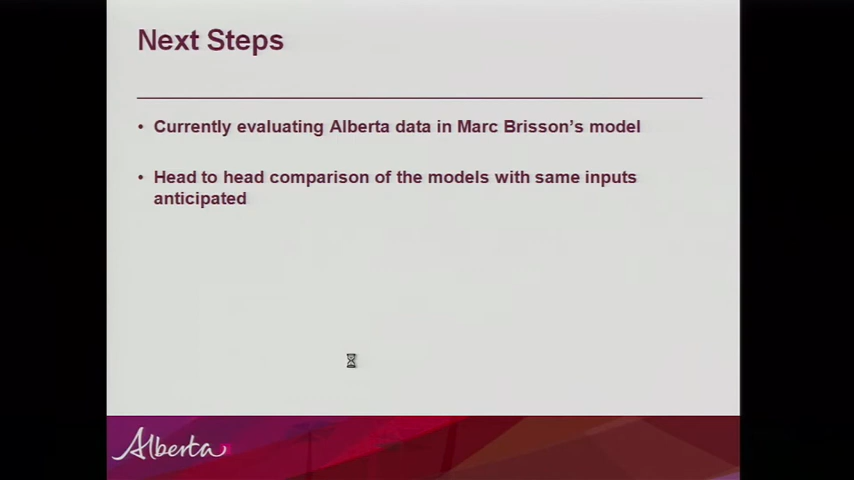 Next Steps
• Currently evaluating Alberta data in Marc Brisson's model
• Head to head comparison of the models with same inputs
anticipated
Alberta